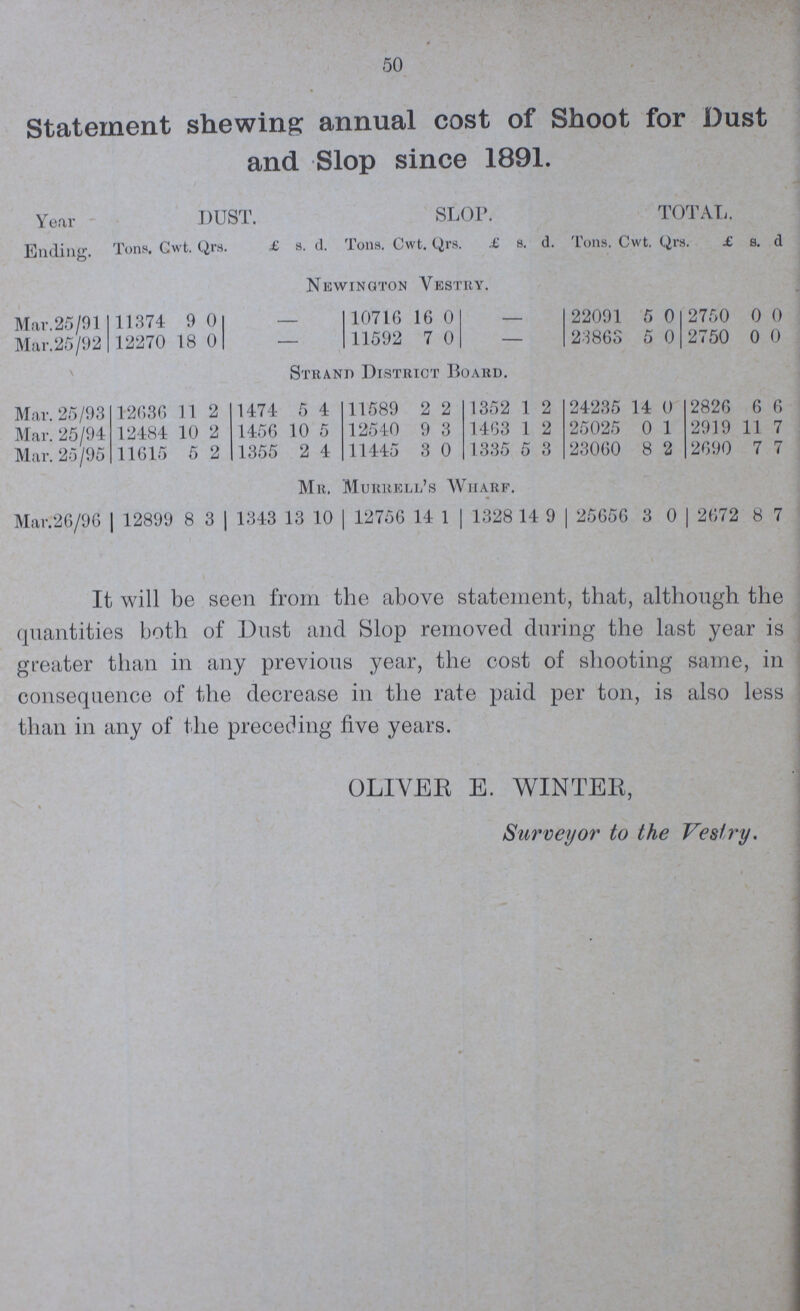 50
Statement shewing annual cost of Shoot for Dust
and Slop since 1891.
Year DUST. SLOP. TOTAL.
Ending. Tons. Cwt. Qrs. £ s. d. Tons. Cwt. Qrs. £ s. d. Tons. Cwt. Qrs. £ s. d
NEWINGTON VESTRY.
Mar.25/91 11374 9 0 — 10716 16 0 — 22091 5 0 2750 0 0
Mar.25/92 12270 18 0 — 11592 7 0 — 23863 5 0 2750 0 0
STRAND DISTRICT BOARD.
Mar. 25/93 12636 11 2 1474 5 4 11589 2 2 1352 1 2 24235 14 0 2826 6 6
Mar. 25/94 12484 10 2 1456 10 5 12540 9 3 1463 1 2 25025 0 1 2919 11 7
Mar. 25/95 11615 5 2 1355 2 4 11445 3 0 1335 5 3 23060 8 2 2690 7 7
MR. MURRELL'S WHARF.
Mar.26/96 12899 8 3 1343 13 10 12756 14 1 1328 14 9 25656 3 0 2672 8 7
It will be seen from the above statement, that, although the
quantities both of Dust and Slop removed during the last year is
greater than in any previous year, the cost of shooting same, in
consequence of the decrease in the rate paid per ton, is also less
than in any of the preceding five years.
OLIVER E. WINTER,
Surveyor to the Vestry.